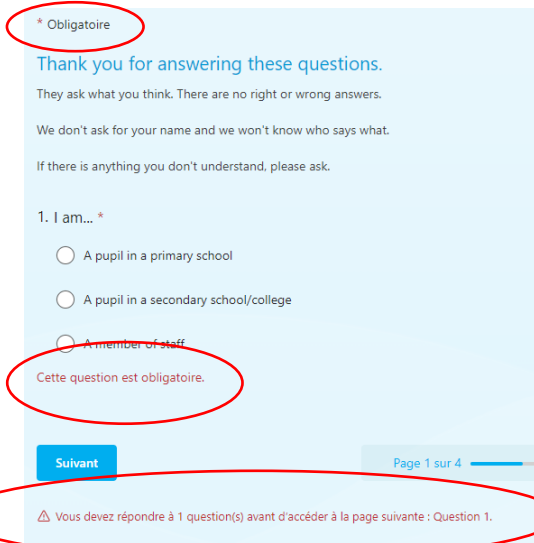 * Obligatoire
Thank you for answering these questions.
They ask what you think. There are no right or wrong answers.
We don't ask for your name and we won't know who says what.
If there is anything you don't understand, please ask.
1. I am... *
A pupil in a primary school
A pupil in a secondary school/college
A member of staff
Cette question est obligatoire.
Suivant
Page 1 sur 4
Vous devez répondre à 1 question(s) avant d'accéder à la page suivante : Question 1.